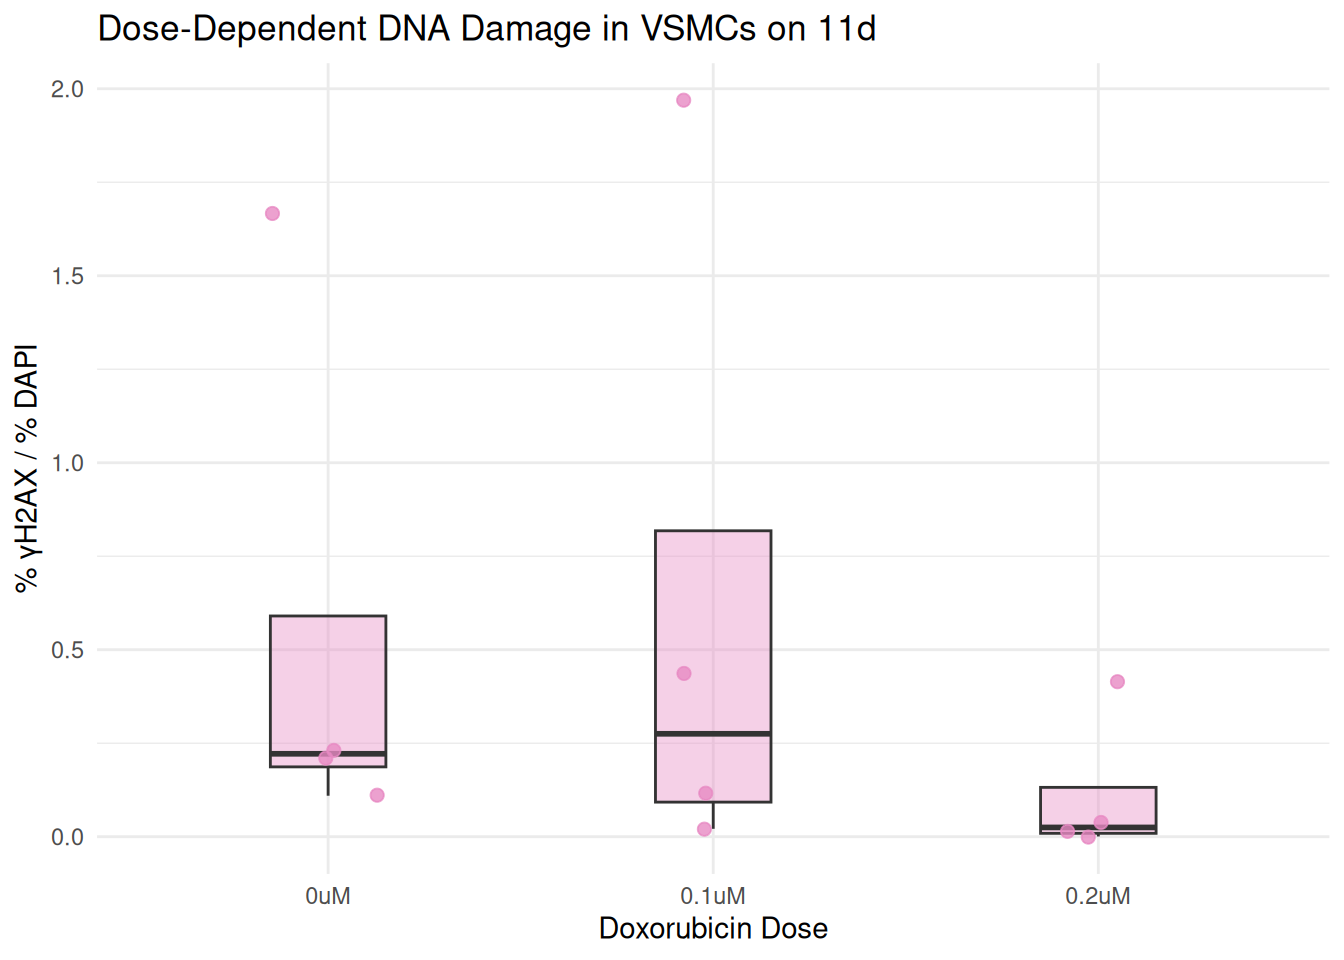 Dose-Dependent DNA Damage in VSMCs on 11d
% γH2AX / % DAPI
2.0
1.5
1.0
0.5
0.0
0uM
0.1uM
0.2uM
Doxorubicin Dose